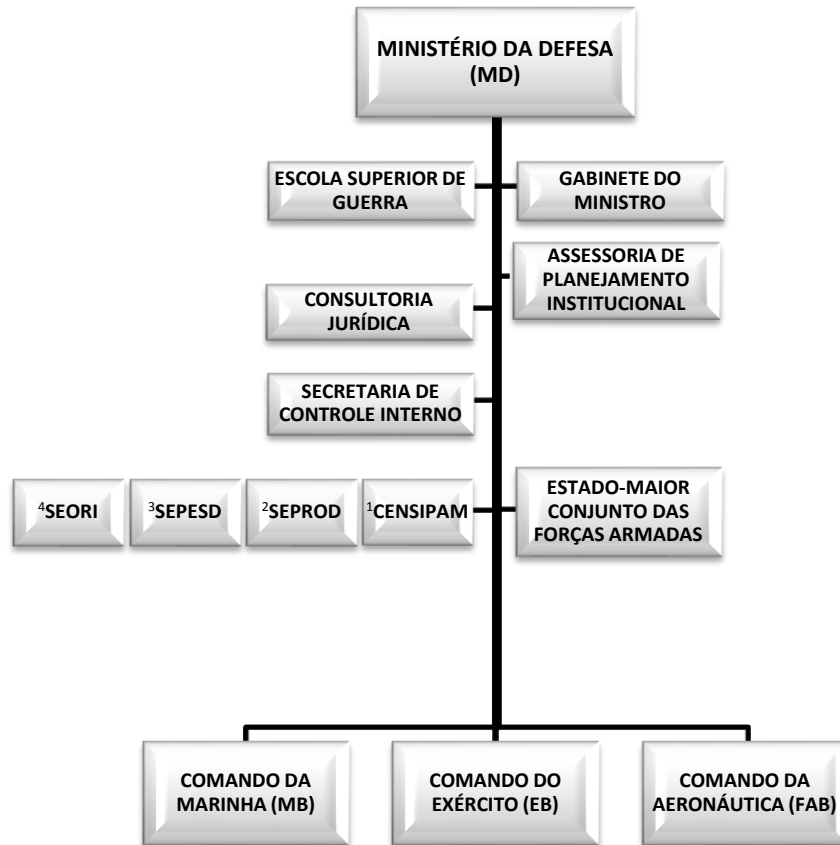 MINISTÉRIO DA DEFESA
(MD)
ESCOLA SUPERIOR DE
GUERRA
GABINETE DO
MINISTRO
ASSESSORIA DE
PLANEJAMENTO
INSTITUCIONAL
CONSULTORIA
JURÍDICA
SECRETARIA DE
CONTROLE INTERNO
⁴SEORI
³SEPESD
²SEPROD
¹CENSIPAM
ESTADO-MAIOR
CONJUNTO DAS
FORÇAS ARMADAS
COMANDO DA
MARINHA (MB)
COMANDO DO
EXÉRCITO (EB)
COMANDO DA
AERONÁUTICA (FAB)